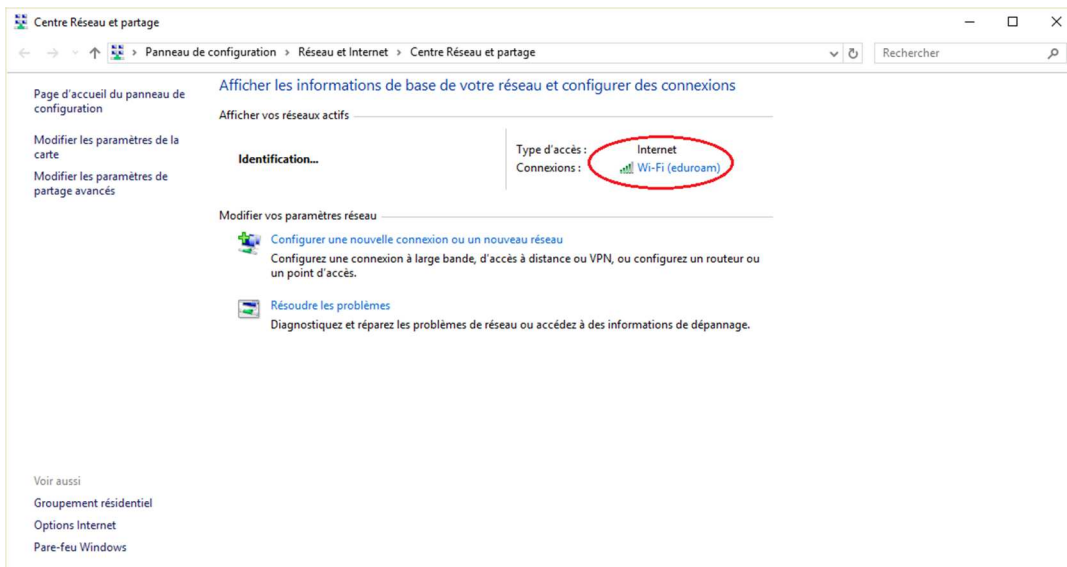 Centre Réseau et partage
Panneau de configuration > Réseau et Internet > Centre Réseau et partage
Rechercher
Page d'accueil du panneau de
configuration
Modifier les paramètres de la
carte
Modifier les paramètres de
partage avancés
Afficher les informations de base de votre réseau et configurer des connexions
Afficher vos réseaux actifs
Identification...
Type d'accès : Internet
Connexions : Wi-Fi (eduroam)
Modifier vos paramètres réseau
Configurer une nouvelle connexion ou un nouveau réseau
Configurez une connexion à large bande, d'accès à distance ou VPN, ou configurez un routeur ou
un point d'accès.
Résoudre les problèmes
Diagnostiquez et réparez les problèmes de réseau ou accédez à des informations de dépannage.
Voir aussi
Groupement résidentiel
Options Internet
Pare-feu Windows